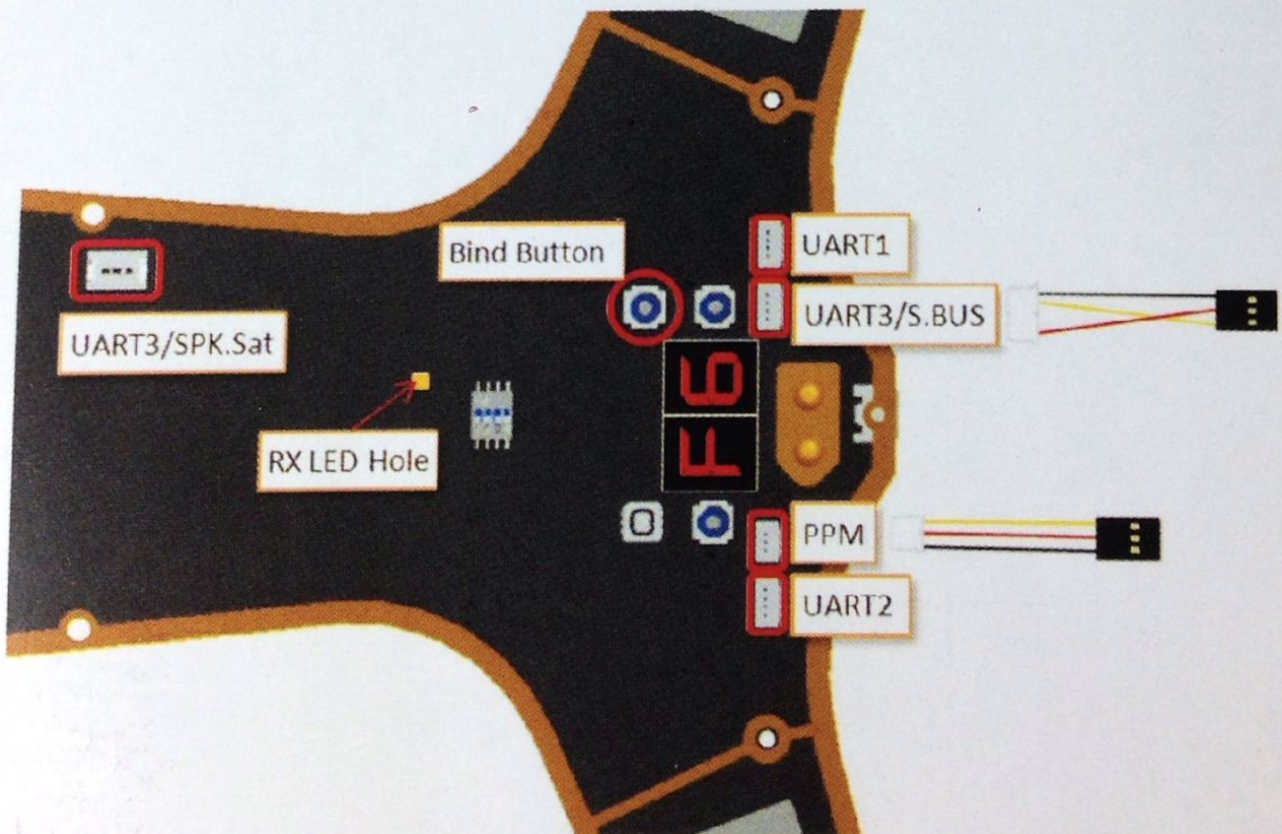 Bind Button
UART1
UART3/S.BUS
UART3/SPK.Sat
F6
RX LED Hole
PPM
UART2